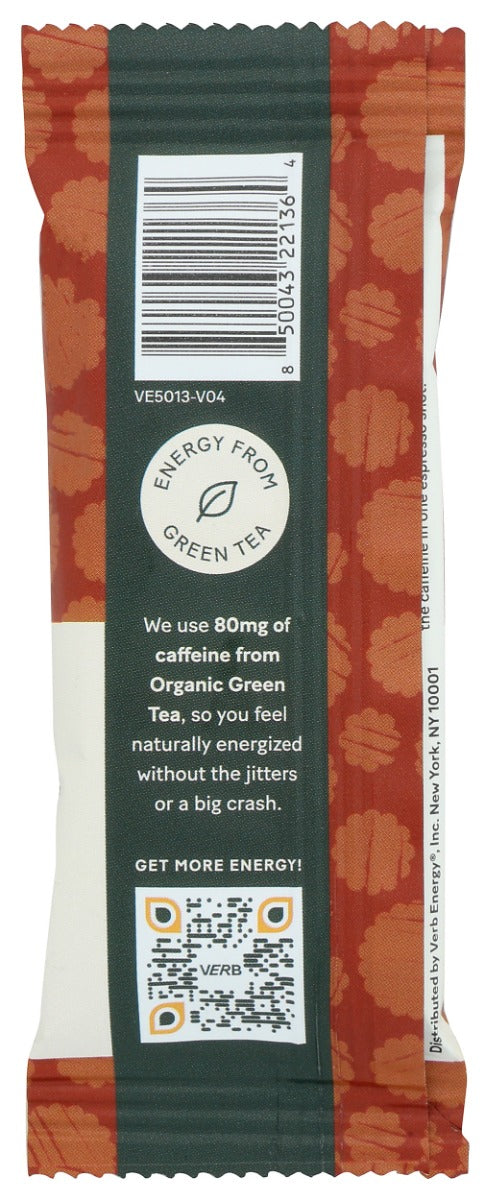 8 50043 22136 4
VE5013-V04
ENERGY FROM
GREEN TEA
We use 80mg of
caffeine from
Organic Green
Tea, so you feel
naturally energized
without the jitters
or a big crash.
GET MORE ENERGY!
VERB
the caffeine in one espresso shot.
Distributed by Verb Energy®, Inc. New York, NY 10001